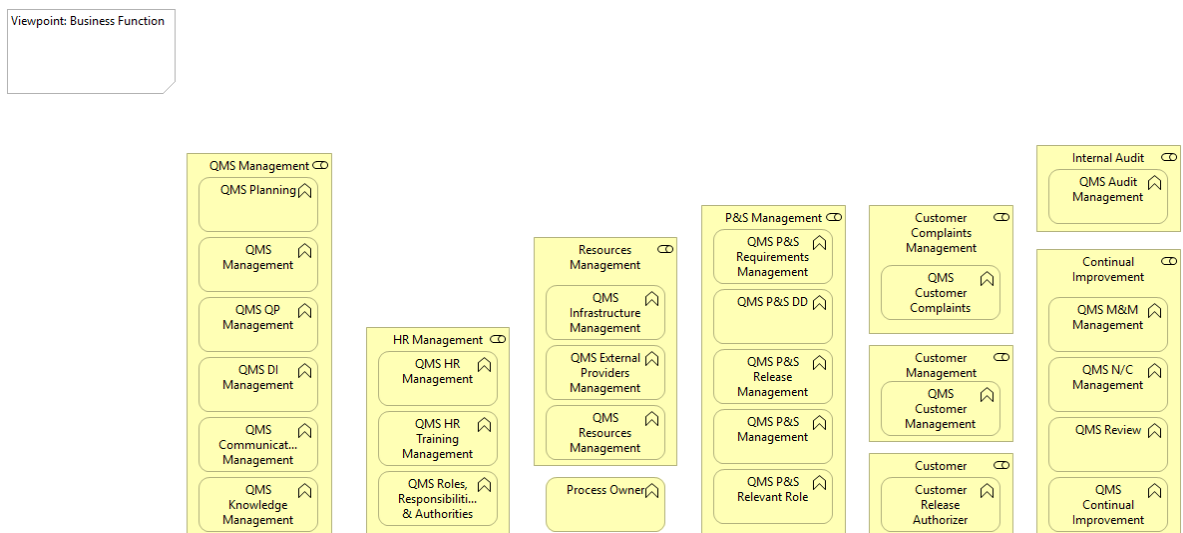 Viewpoint: Business Function
QMS Management
QMS Planning
QMS
Management
QMS QP
Management
QMS DI
Management
QMS
Communicat...
Management
QMS
Knowledge
Management
HR Management
QMS HR
Management
QMS HR
Training
Management
QMS Roles,
Responsibiliti...
& Authorities
Resources
Management
QMS
Infrastructure
Management
QMS External
Providers
Management
QMS
Resources
Management
Process Owner
P&S Management
QMS P&S
Requirements
Management
QMS P&S DD
QMS P&S
Release
Management
QMS P&S
Management
QMS P&S
Relevant Role
Customer
Complaints
Management
QMS
Customer
Complaints
Customer
Management
QMS
Customer
Management
Customer
Customer
Release
Authorizer
Internal Audit
QMS Audit
Management
Continual
Improvement
QMS M&M
Management
QMS N/C
Management
QMS Review
QMS
Continual
Improvement